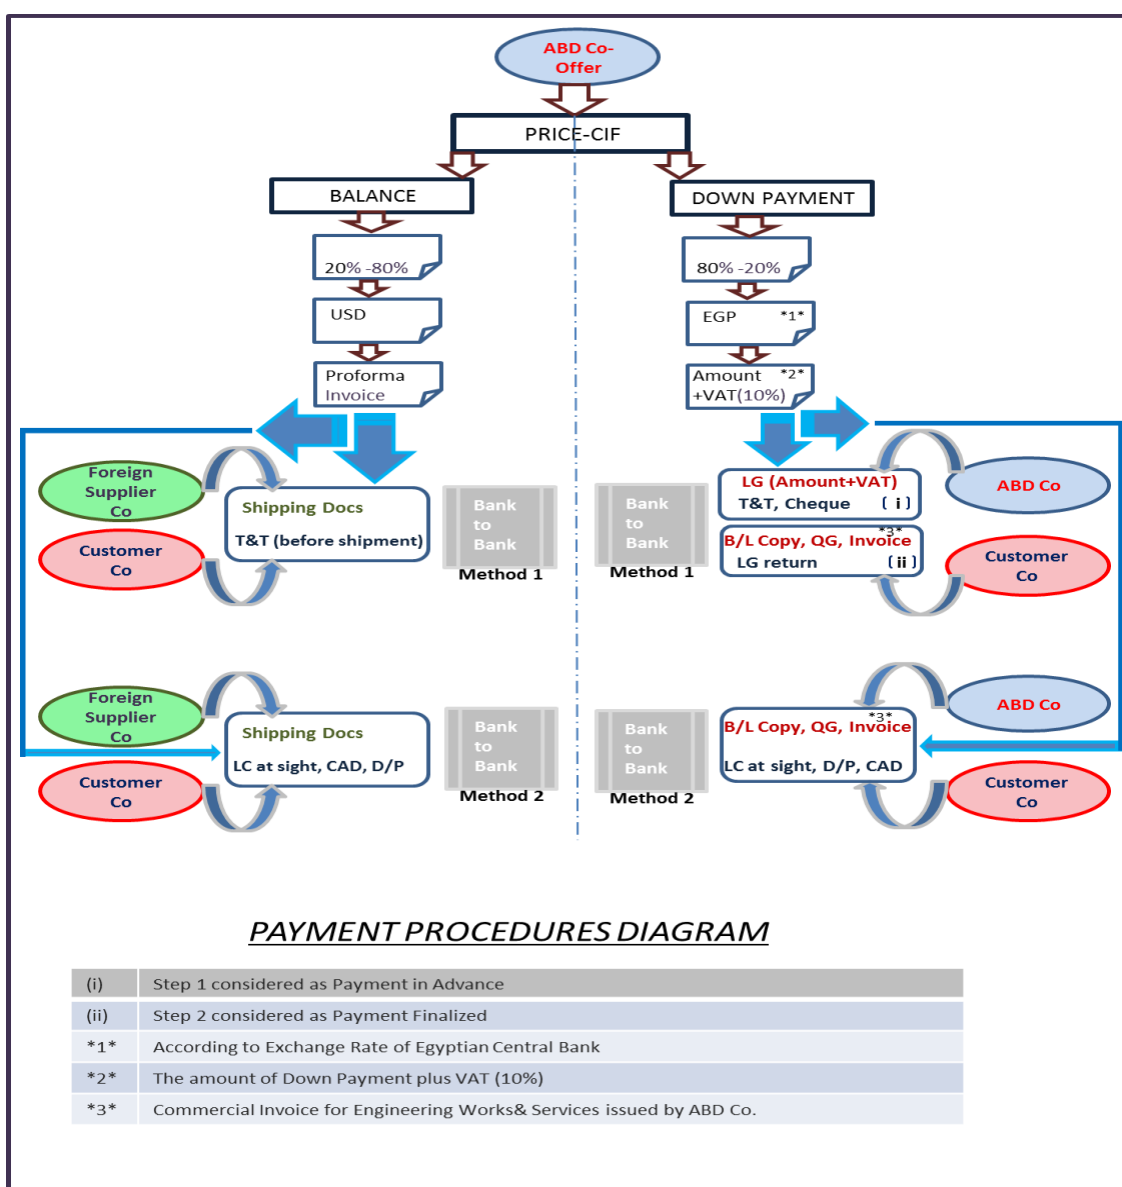 ABD Co-
Offer
PRICE-CIF
BALANCE
DOWN PAYMENT
20% -80%
80% -20%
USD
EGP *1*
Proforma
Invoice
Amount *2*
+VAT(10%)
Foreign
Supplier
Co
Customer
Co
Shipping Docs
T&T (before shipment)
Bank
to
Bank
Method 1
Bank
to
Bank
Method 1
LG (Amount+VAT)
T&T, Cheque ( i )
*3*
B/L Copy, QG, Invoice
LG return ( ii )
ABD Co
Customer
Co
Foreign
Supplier
Co
Customer
Co
Shipping Docs
LC at sight, CAD, D/P
Bank
to
Bank
Method 2
Bank
to
Bank
Method 2
*3*
B/L Copy, QG, Invoice
LC at sight, D/P, CAD
ABD Co
Customer
Co
PAYMENT PROCEDURES DIAGRAM
(i) Step 1 considered as Payment in Advance
(ii) Step 2 considered as Payment Finalized
*1* According to Exchange Rate of Egyptian Central Bank
*2* The amount of Down Payment plus VAT (10%)
*3* Commercial Invoice for Engineering Works& Services issued by ABD Co.